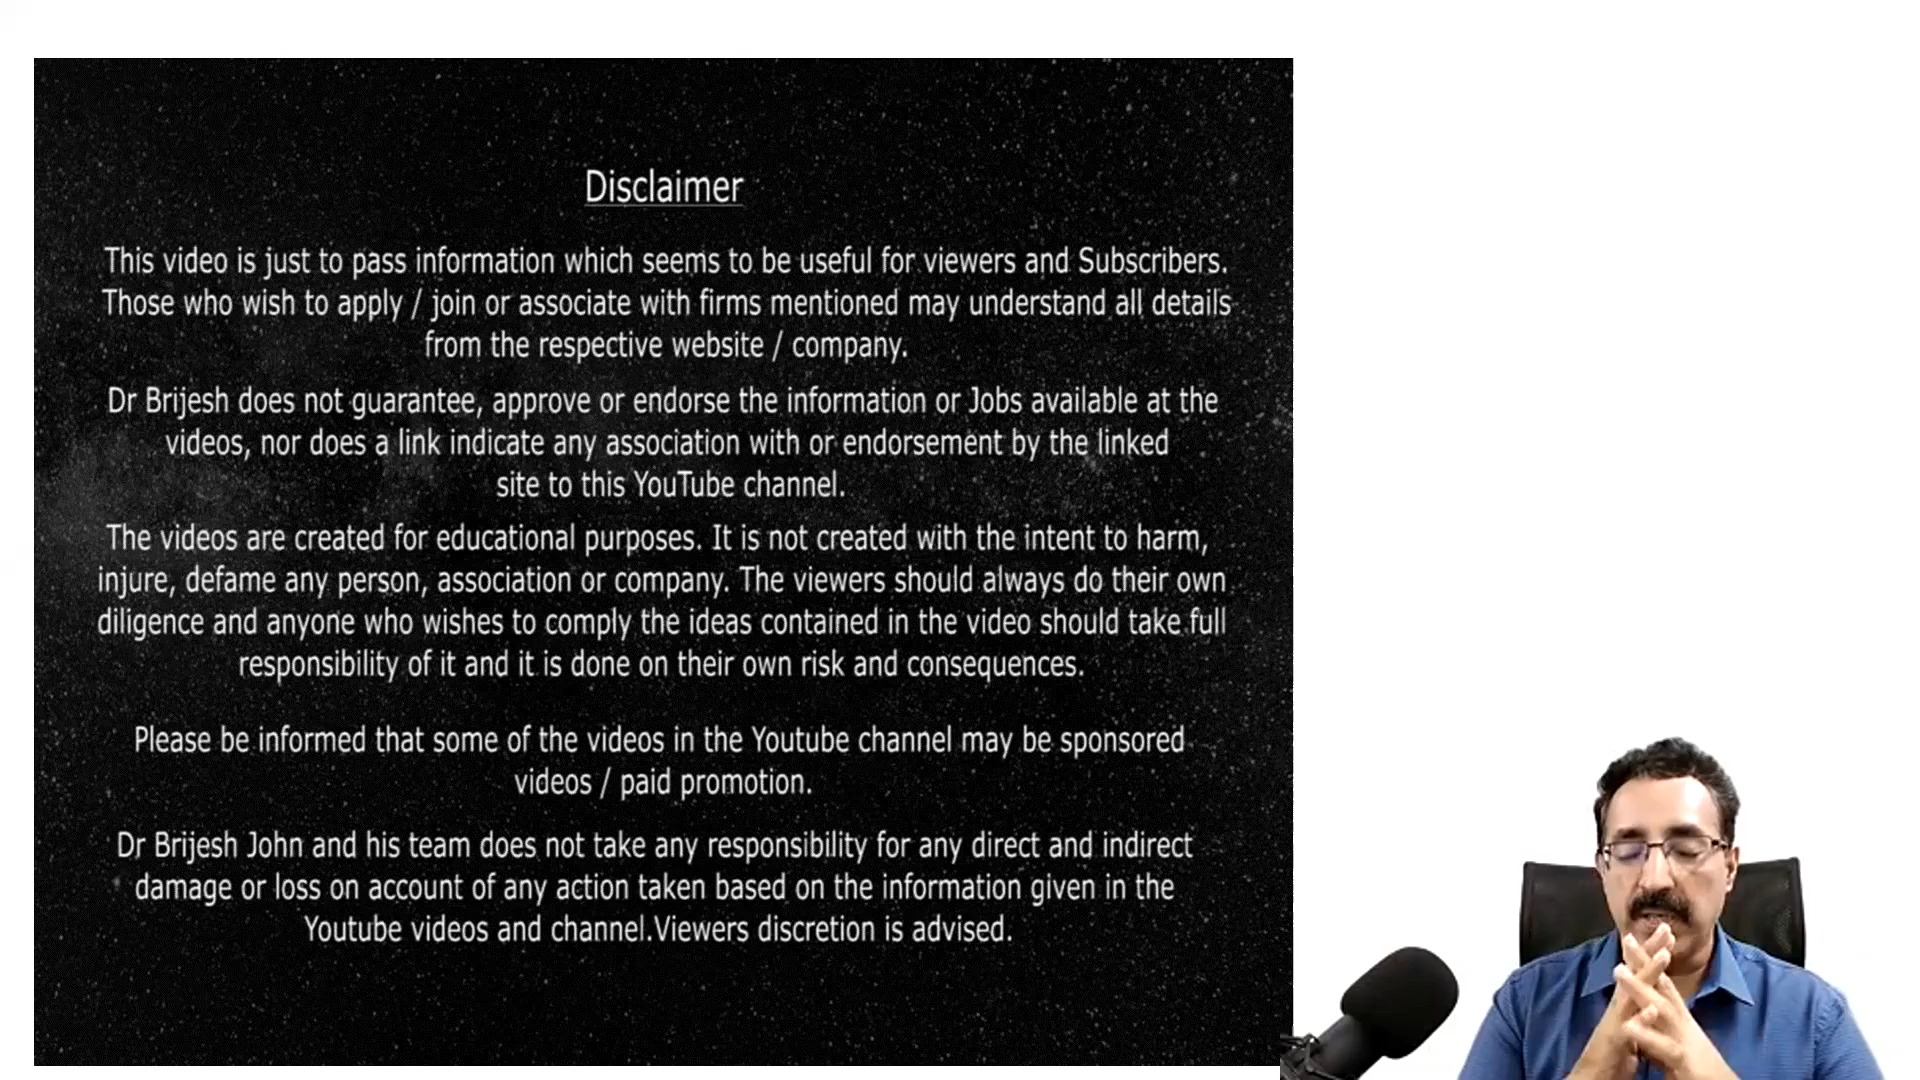 Disclaimer
This video is just to pass information which seems to be useful for viewers and Subscribers.
Those who wish to apply / join or associate with firms mentioned may understand all details
from the respective website / company.
Dr Brijesh does not guarantee, approve or endorse the information or Jobs available at the
videos, nor does a link indicate any association with or endorsement by the linked
site to this YouTube channel.
The videos are created for educational purposes. It is not created with the intent to harm,
injure, defame any person, association or company. The viewers should always do their own
diligence and anyone who wishes to comply the ideas contained in the video should take full
responsibility of it and it is done on their own risk and consequences.
Please be informed that some of the videos in the Youtube channel may be sponsored
videos / paid promotion.
Dr Brijesh John and his team does not take any responsibility for any direct and indirect
damage or loss on account of any action taken based on the information given in the
Youtube videos and channel.Viewers discretion is advised.